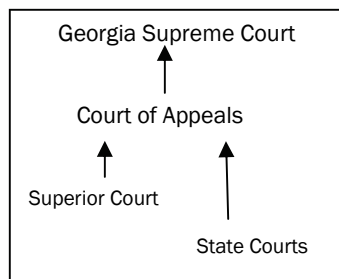 Georgia Supreme Court
Court of Appeals
Superior Court
State Courts